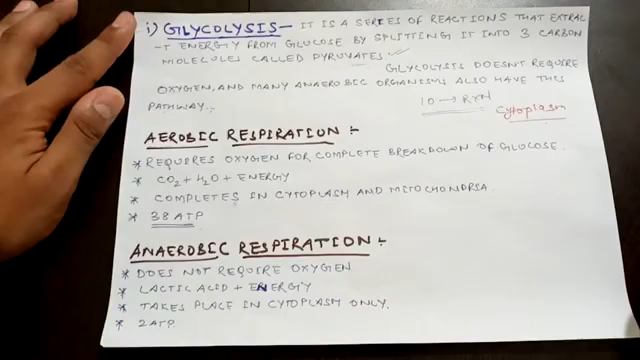 i) GLYCOLYSIS - IT IS A SERIES OF REACTIONS THAT EXTRAC
-T ENERGY FROM GLUCOSE BY SPLITING IT INTO 3 CARBON
MOLECULES CALLED PYRUVATES
GLYCOLYSIS DOESN'T REQUIRE
OXYGEN, AND MANY ANAEROBIC ORGANISMS ALSO HAVE THIS
PATHWAY.
10 → RXN
Cytoplasm
AEROBIC RESPIRATION :-
* REQUIRES OXYGEN FOR COMPLETE BREAKDOWN OF GLUCOSE.
* CO2 + H2O + ENERGY
* COMPLETES IN CYTOPLASM AND MITOCHONDRIA.
* 38 ATP
ANAEROBIC RESPIRATION :-
* DOES NOT REQUIRE OXYGEN
* LACTIC ACID + ENERGY
* TAKES PLACE IN CYTOPLASM ONLY.
* 2 ATP.